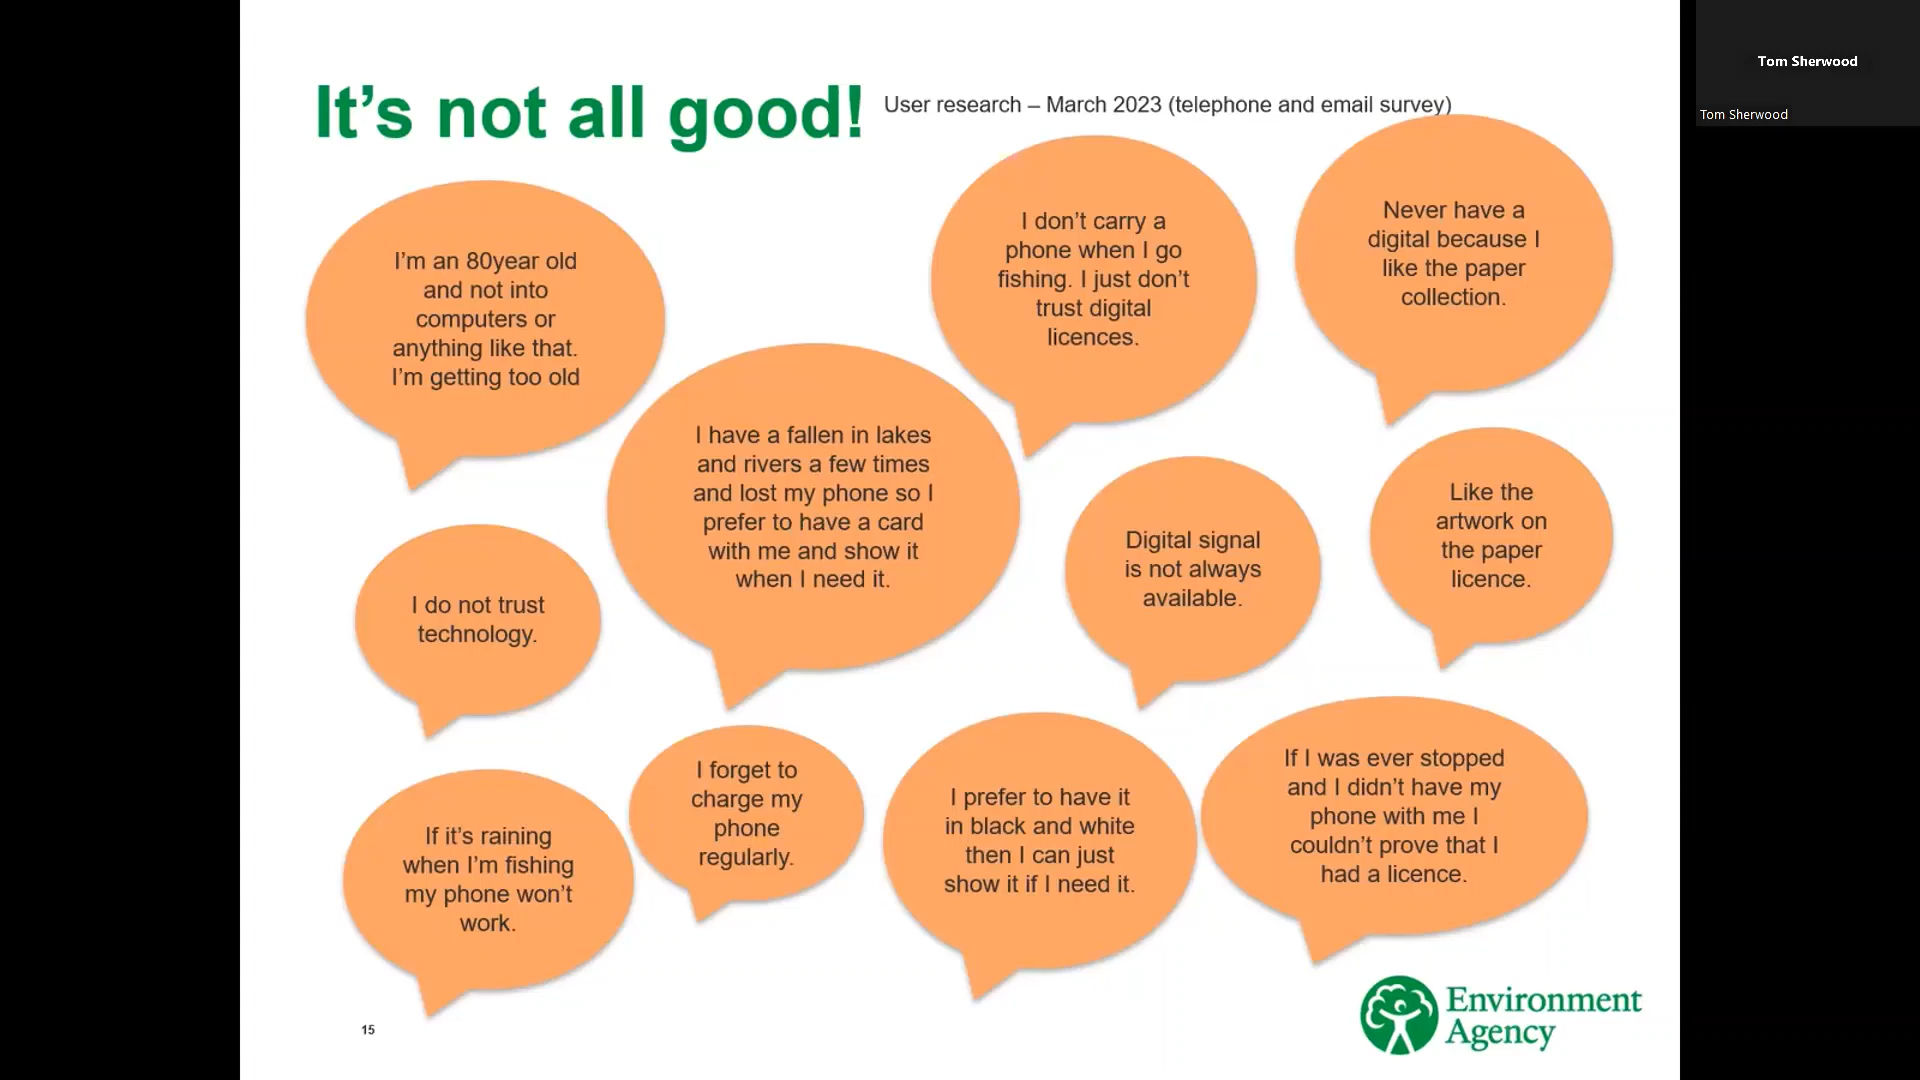 It's not all good!
User research – March 2023 (telephone and email survey)
Tom Sherwood
Tom Sherwood
I'm an 80year old
and not into
computers or
anything like that.
I'm getting too old
I have a fallen in lakes
and rivers a few times
and lost my phone so I
prefer to have a card
with me and show it
when I need it.
I don't carry a
phone when I go
fishing. I just don't
trust digital
licences.
Never have a
digital because I
like the paper
collection.
I do not trust
technology.
Digital signal
is not always
available.
Like the
artwork on
the paper
licence.
If it's raining
when I'm fishing
my phone won't
work.
I forget to
charge my
phone
regularly.
I prefer to have it
in black and white
then I can just
show it if I need it.
If I was ever stopped
and I didn't have my
phone with me I
couldn't prove that I
had a licence.
15
Environment
Agency